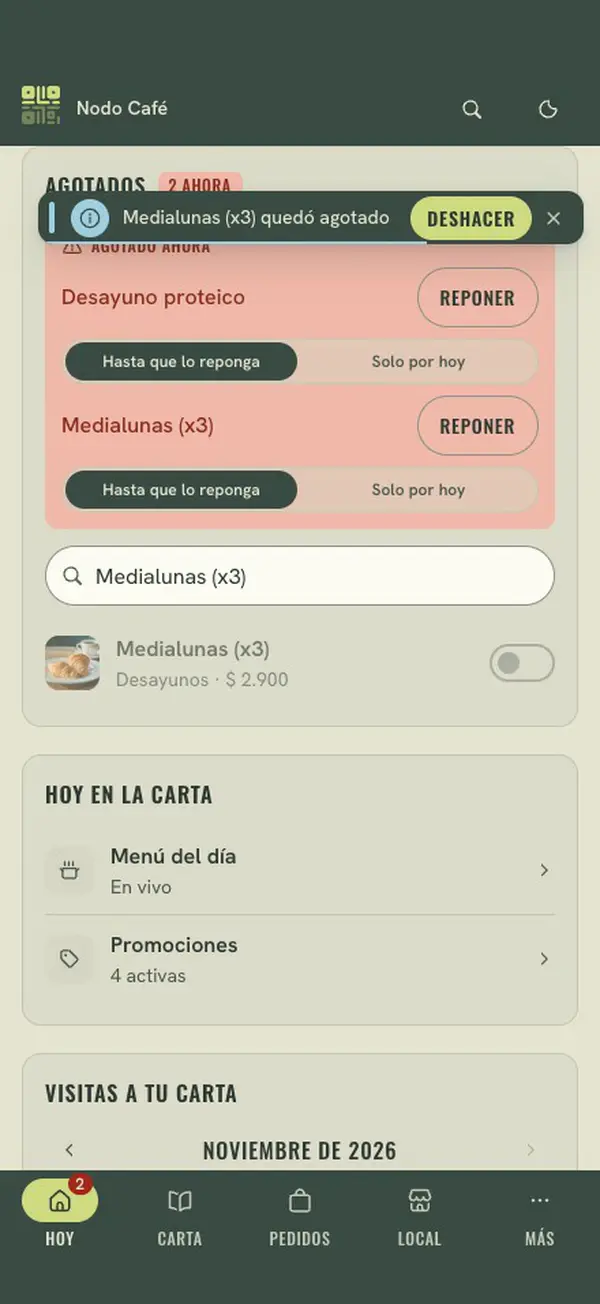 Nodo Café
AGOTADOS 2 AHORA
Medialunas (x3) quedó agotado DESHACER
AGOTADO AHORA
Desayuno proteico REPONER
Hasta que lo reponga Solo por hoy
Medialunas (x3) REPONER
Hasta que lo reponga Solo por hoy
Medialunas (x3)
Medialunas (x3)
Desayunos · $ 2.900
HOY EN LA CARTA
Menú del día
En vivo
Promociones
4 activas
VISITAS A TU CARTA
NOVIEMBRE DE 2026
2
HOY CARTA PEDIDOS LOCAL MÁS